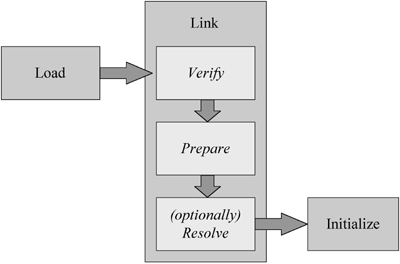 Link
Load
Verify
Prepare
(optionally)
Resolve
Initialize